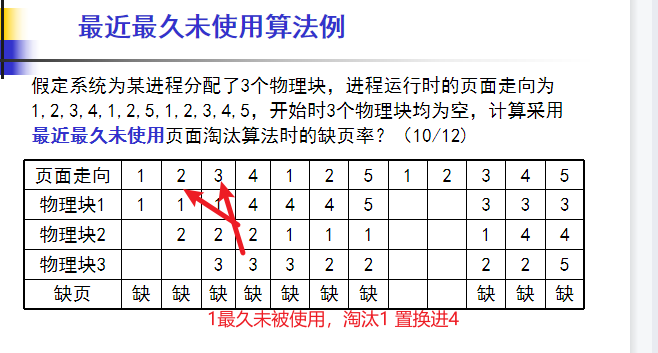 最近最久未使用算法例
假定系统为某进程分配了3个物理块，进程运行时的页面走向为
1,2,3,4,1,2,5,1,2,3,4,5，开始时3个物理块均为空，计算采用
最近最久未使用页面淘汰算法时的缺页率？（10/12）
页面走向 1 2 3 4 1 2 5 1 2 3 4 5
物理块1 1 1 1 4 4 4 5 3 3 3
物理块2 2 2 2 1 1 1 1 4 4
物理块3 3 3 3 2 2 2 2 5
缺页 缺 缺 缺 缺 缺 缺 缺 缺 缺 缺
1最久未被使用，淘汰1 置换进4